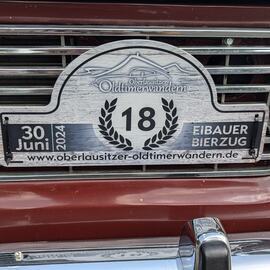 Oberlausitzer
Oldtimerwandern
30. Juni 2024
18
EIBAUER
BIERZUG
www.oberlausitzer-oldtimerwandern.de